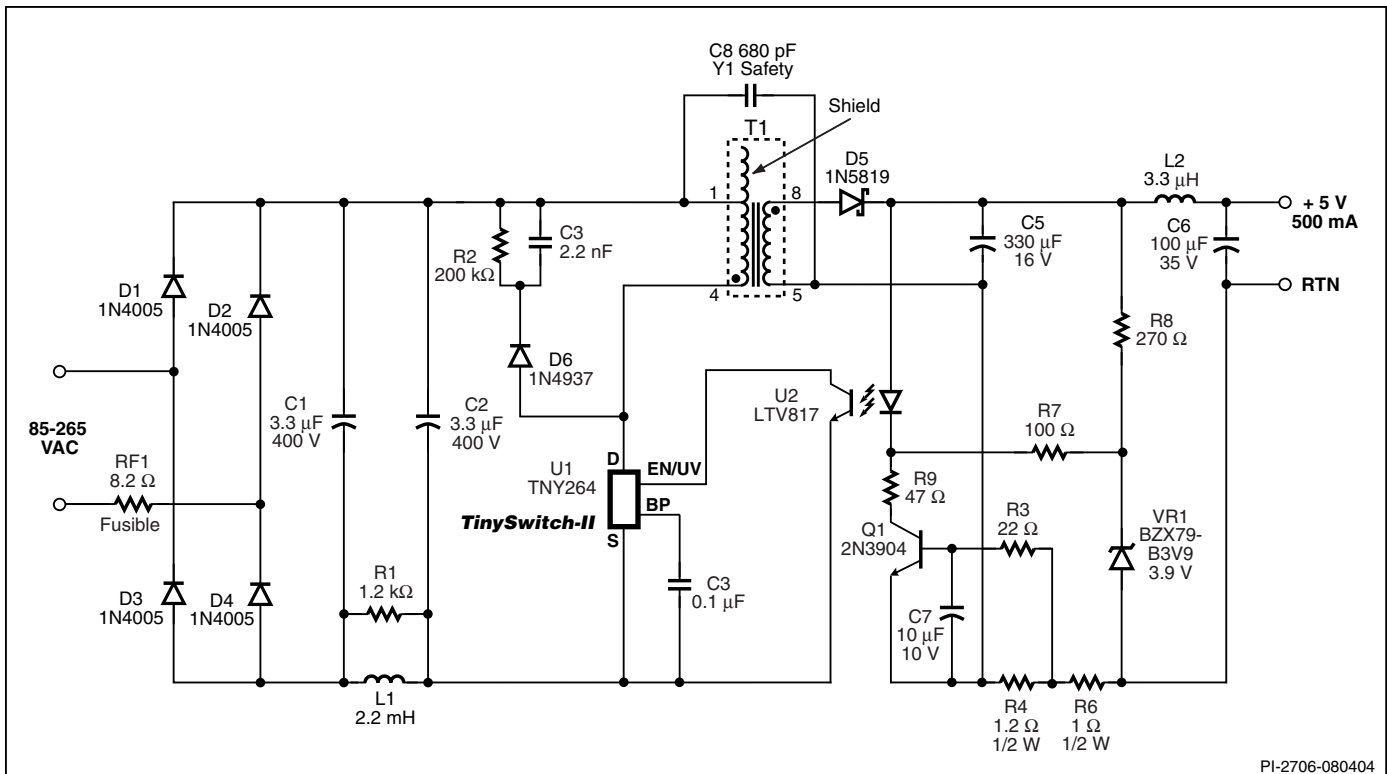 C8 680 pF
Y1 Safety
Shield
T1
D5
1N5819
L2
3.3 µH
1
8
+ 5 V
500 mA
C3
2.2 nF
R2
200 kΩ
C5
330 µF
16 V
C6
100 µF
35 V
D1
1N4005
D2
1N4005
4
5
RTN
R8
270 Ω
D6
1N4937
85-265
VAC
C1
3.3 µF
400 V
C2
3.3 µF
400 V
U2
LTV817
R7
100 Ω
RF1
8.2 Ω
Fusible
U1
TNY264
D
EN/UV
BP
S
TinySwitch-II
R9
47 Ω
Q1
2N3904
R3
22 Ω
VR1
BZX79-
B3V9
3.9 V
D3
1N4005
D4
1N4005
R1
1.2 kΩ
C3
0.1 µF
C7
10 µF
10 V
L1
2.2 mH
R4
1.2 Ω
1/2 W
R6
1 Ω
1/2 W
PI-2706-080404